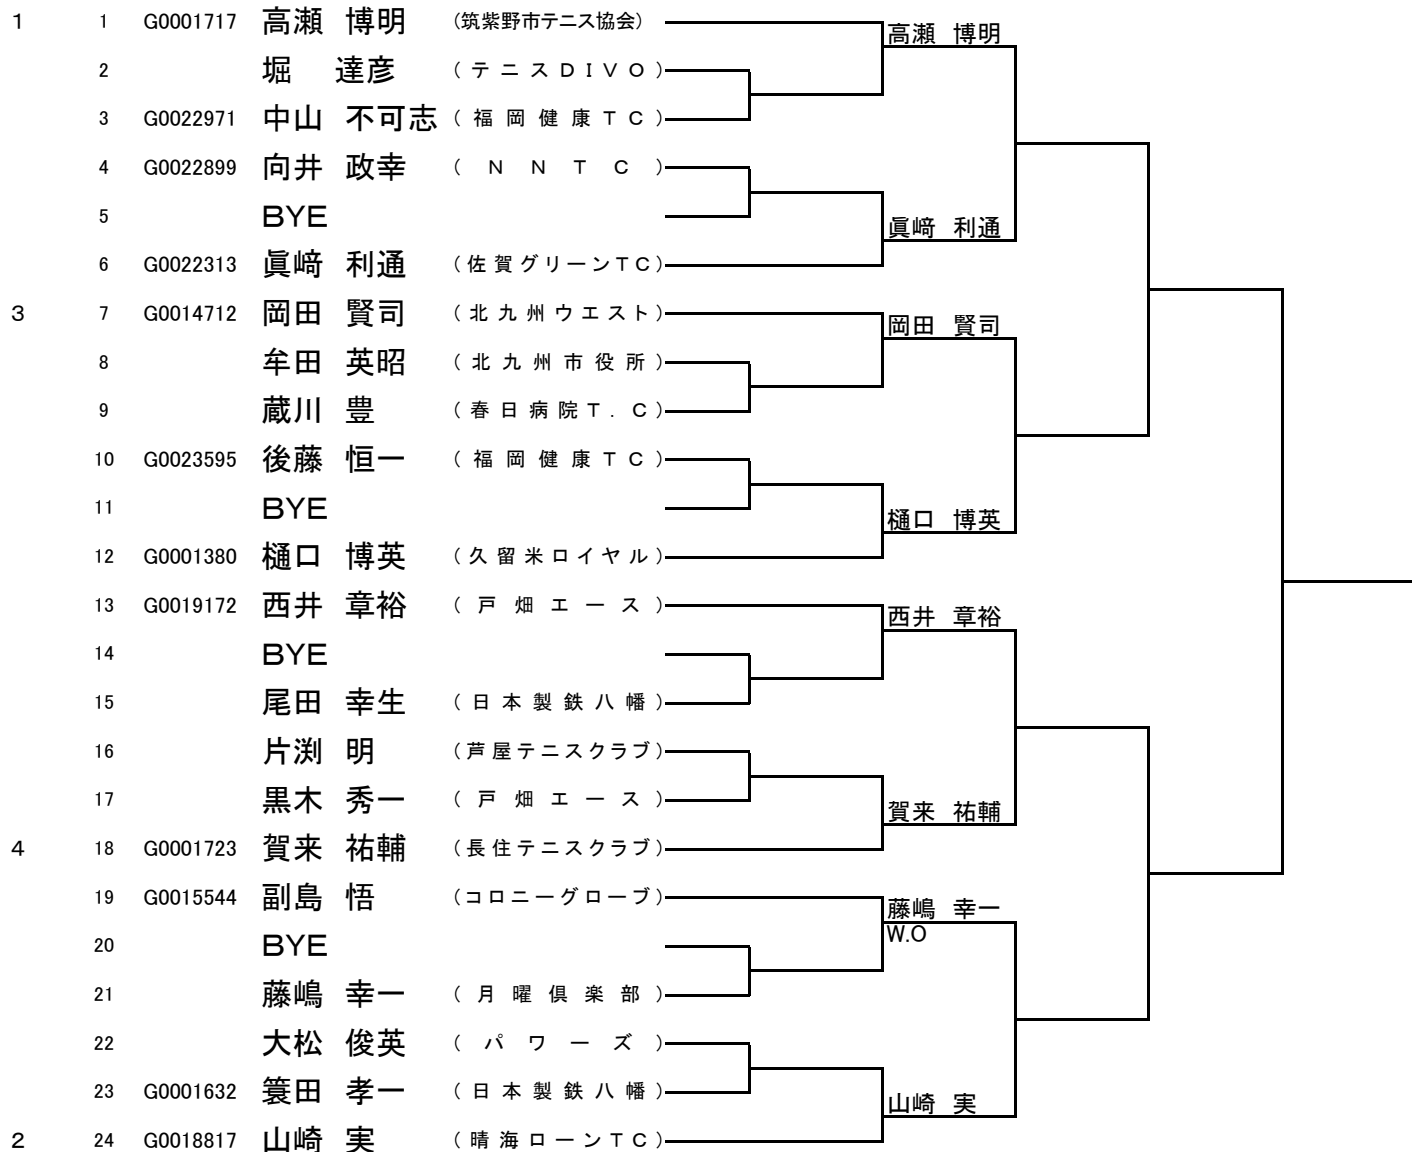 1 1 G0001717 高瀬 博明 (筑紫野市テニス協会)
高瀬 博明
2 堀 達彦 (テニスDIVO)
3 G0022971 中山 不可志 (福岡健康TC)
4 G0022899 向井 政幸 (NNTC)
5 BYE
眞﨑 利通
6 G0022313 眞﨑 利通 (佐賀グリーンTC)
3 7 G0014712 岡田 賢司 (北九州ウエスト)
岡田 賢司
8 牟田 英昭 (北九州市役所)
9 蔵川 豊 (春日病院T.C)
10 G0023595 後藤 恒一 (福岡健康TC)
11 BYE
樋口 博英
12 G0001380 樋口 博英 (久留米ロイヤル)
13 G0019172 西井 章裕 (戸畑エース)
西井 章裕
14 BYE
15 尾田 幸生 (日本製鉄八幡)
16 片渕 明 (芦屋テニスクラブ)
17 黒木 秀一 (戸畑エース)
賀来 祐輔
4 18 G0001723 賀来 祐輔 (長住テニスクラブ)
19 G0015544 副島 悟 (コロニーグローブ)
藤嶋 幸一
W.O
20 BYE
21 藤嶋 幸一 (月曜倶楽部)
22 大松 俊英 (パワーズ)
23 G0001632 簑田 孝一 (日本製鉄八幡)
山崎 実
2 24 G0018817 山崎 実 (晴海ローンTC)